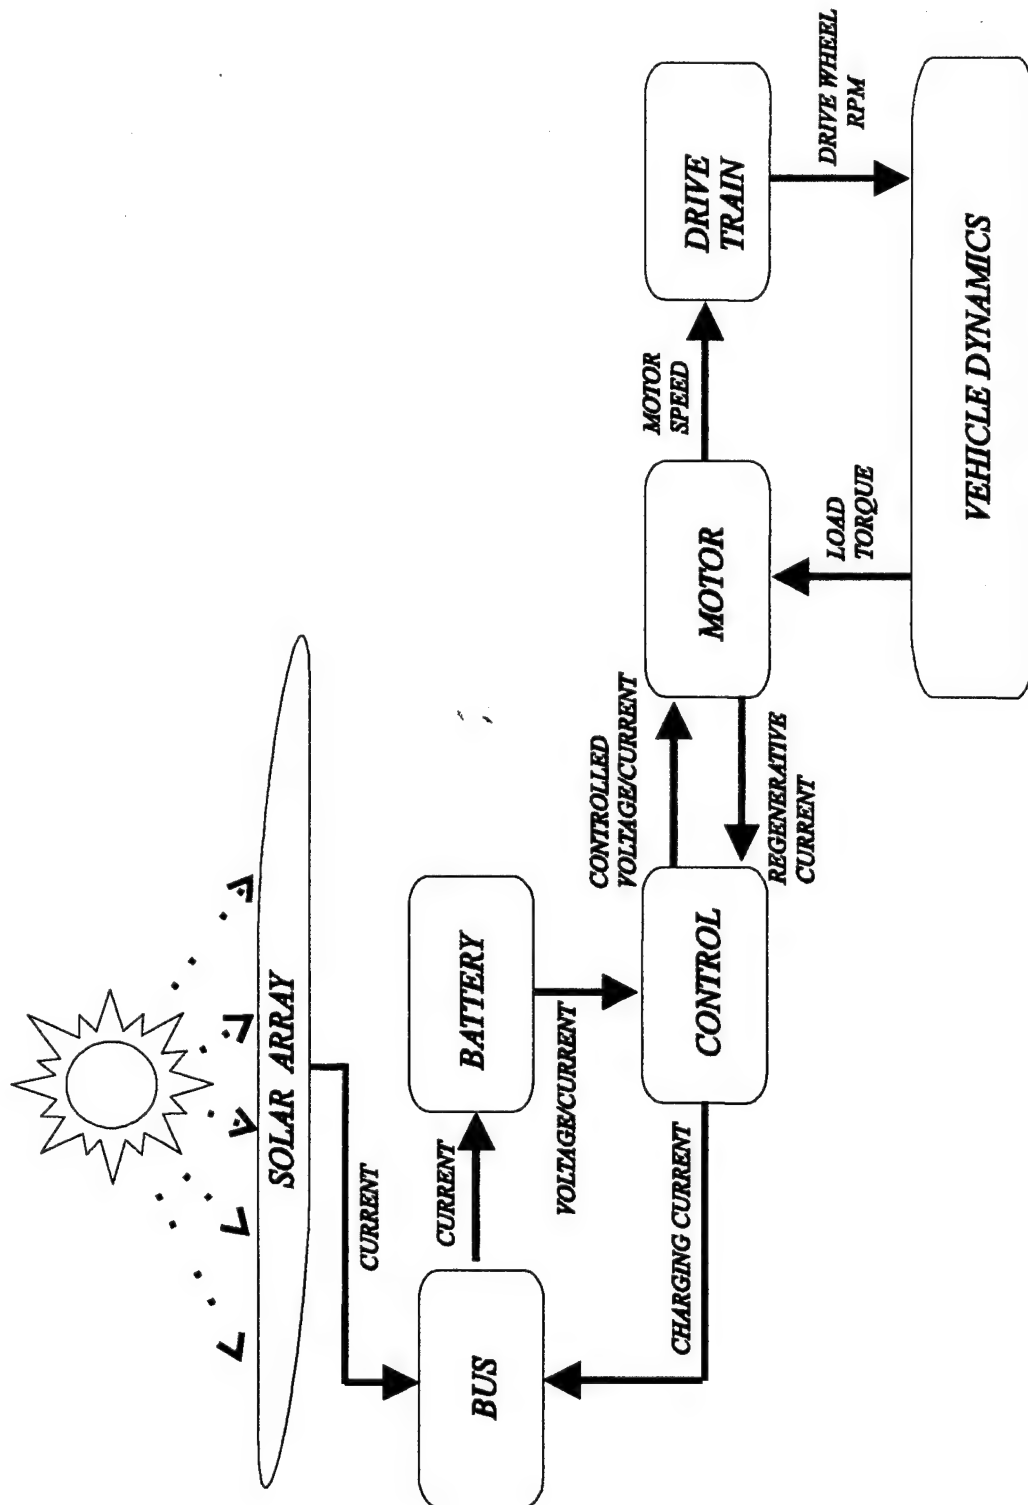 SOLAR ARRAY
CURRENT
BUS
CURRENT
BATTERY
VOLTAGE/CURRENT
CHARGING CURRENT
CONTROL
CONTROLLED
VOLTAGE/CURRENT
REGENERATIVE
CURRENT
MOTOR
MOTOR
SPEED
DRIVE
TRAIN
LOAD
TORQUE
DRIVE WHEEL
RPM
VEHICLE DYNAMICS